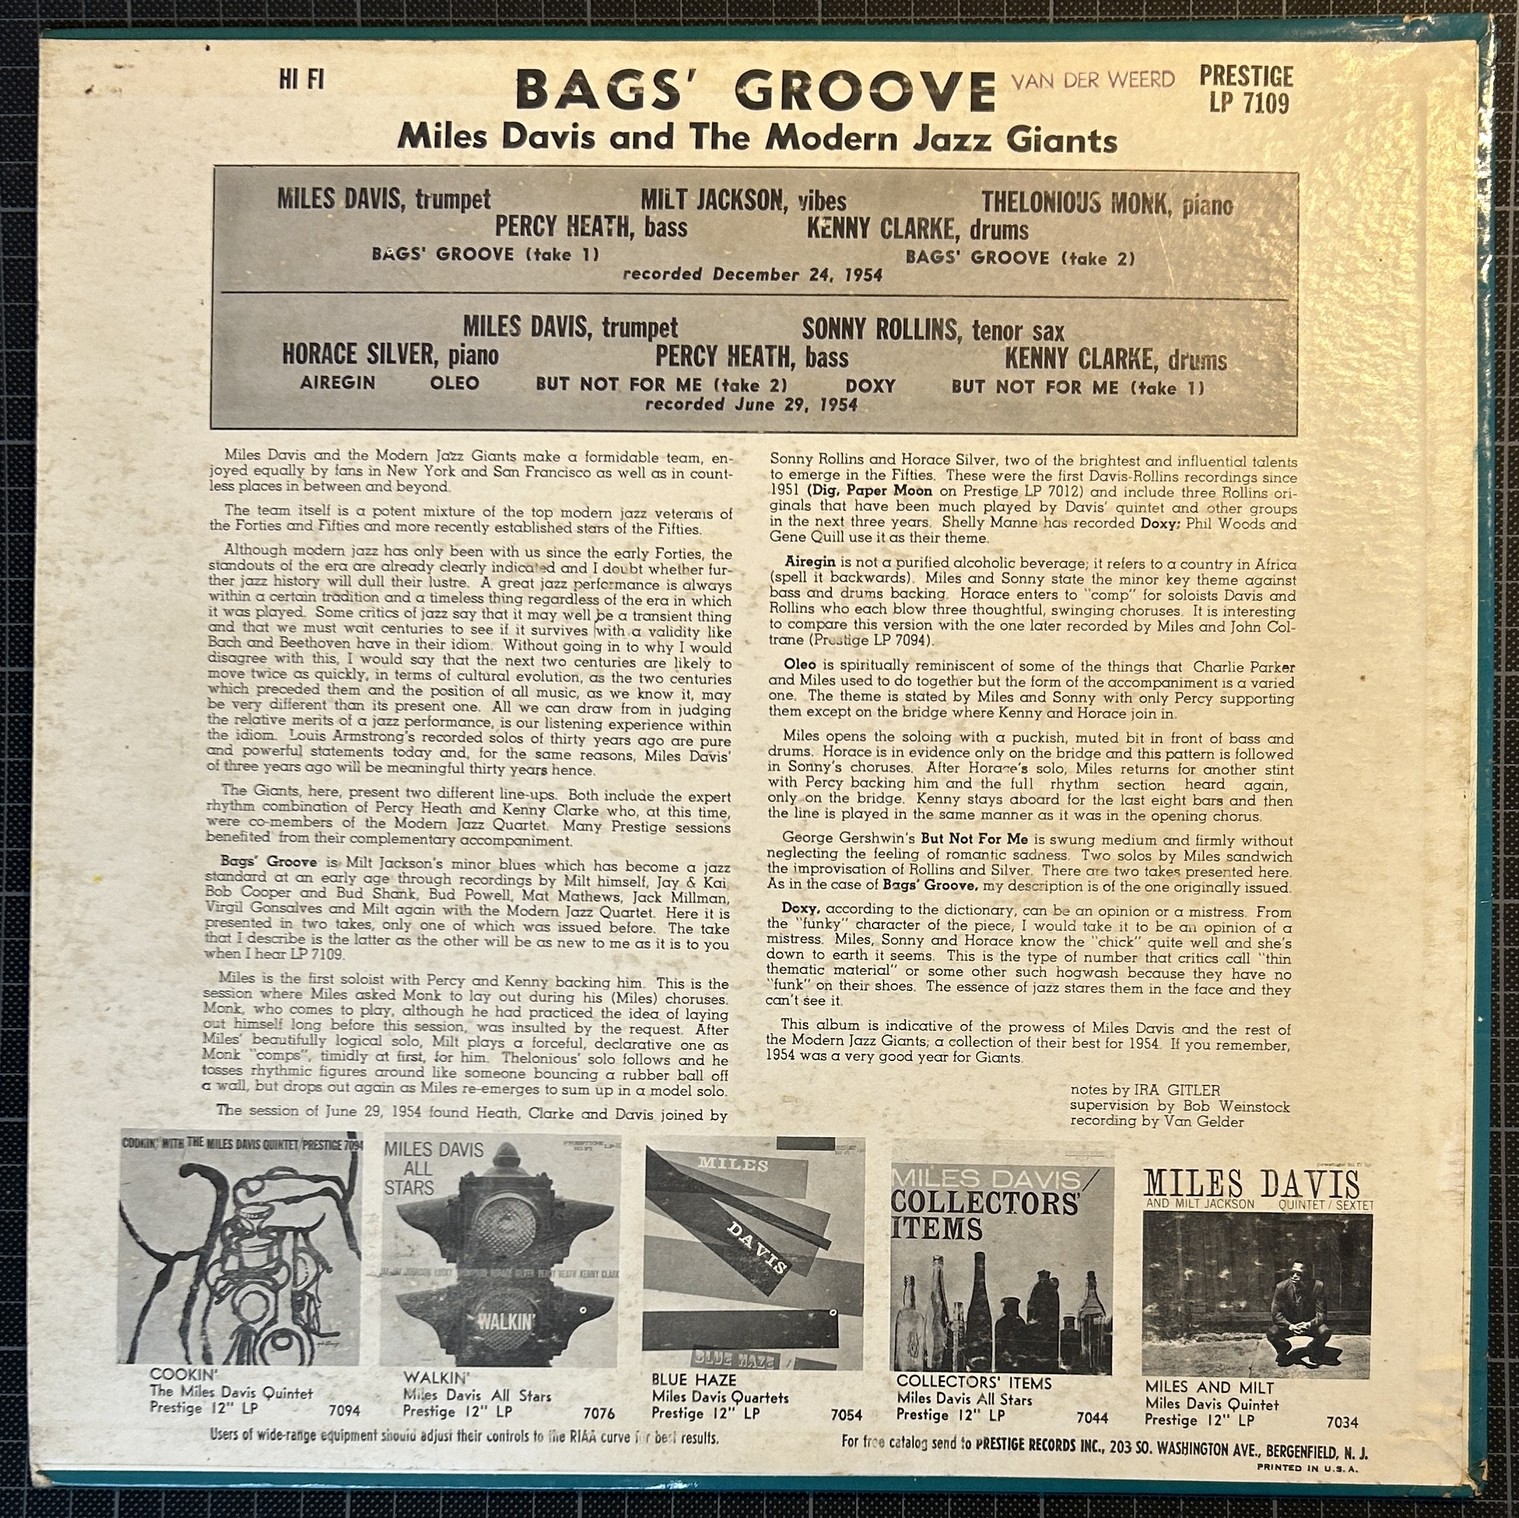 HI FI
BAGS' GROOVE
VAN DER WEERD
PRESTIGE
LP 7109
Miles Davis and The Modern Jazz Giants
MILES DAVIS, trumpet MILT JACKSON, vibes THELONIOUS MONK, piano
PERCY HEATH, bass KENNY CLARKE, drums
BAGS' GROOVE (take 1) BAGS' GROOVE (take 2)
recorded December 24, 1954
MILES DAVIS, trumpet SONNY ROLLINS, tenor sax
HORACE SILVER, piano PERCY HEATH, bass KENNY CLARKE, drums
AIREGIN OLEO BUT NOT FOR ME (take 2) DOXY BUT NOT FOR ME (take 1)
recorded June 29, 1954
Miles Davis and the Modern Jazz Giants make a formidable team, en-
joyed equally by fans in New York and San Francisco as well as in count-
less places in between and beyond.
The team itself is a potent mixture of the top modern jazz veterans of
the Forties and Fifties and more recently established stars of the Fifties.
Although modern jazz has only been with us since the early Forties, the
standouts of the era are already clearly indicated and I doubt whether fur-
ther jazz history will dull their lustre. A great jazz performance is always
within a certain tradition and a timeless thing regardless of the era in which
it was played. Some critics of jazz say that it may well be a transient thing
and that we must wait centuries to see if it survives with a validity like
Bach and Beethoven have in their idiom. Without going in to why I would
disagree with this, I would say that the next two centuries are likely to
move twice as quickly, in terms of cultural evolution, as the two centuries
which preceded them and the position of all music, as we know it, may
be very different than its present one. All we can draw from in judging
the relative merits of a jazz performance, is our listening experience within
the idiom. Louis Armstrong's recorded solos of thirty years ago are pure
and powerful statements today and, for the same reasons, Miles Davis'
of three years ago will be meaningful thirty years hence.
The Giants, here, present two different line-ups. Both include the expert
rhythm combination of Percy Heath and Kenny Clarke who, at this time,
were co-members of the Modern Jazz Quartet. Many Prestige sessions
benefited from their complementary accompaniment.
Bags' Groove is Milt Jackson's minor blues which has become a jazz
standard at an early age through recordings by Milt himself, Jay & Kai,
Bob Cooper and Bud Shank, Bud Powell, Mat Mathews, Jack Millman,
Virgil Gonsalves and Milt again with the Modern Jazz Quartet. Here it is
presented in two takes, only one of which was issued before. The take
that I describe is the latter as the other will be as new to me as it is to you
when I hear LP 7109.
Miles is the first soloist with Percy and Kenny backing him. This is the
session where Miles asked Monk to lay out during his (Miles) choruses.
Monk, who comes to play, although he had practiced the idea of laying
out himself long before this session, was insulted by the request. After
Miles' beautifully logical solo, Milt plays a forceful, declarative one as
Monk "comps", timidly at first, for him. Thelonious' solo follows and he
tosses rhythmic figures around like someone bouncing a rubber ball off
a wall, but drops out again as Miles re-emerges to sum up in a model solo.
The session of June 29, 1954 found Heath, Clarke and Davis joined by
Sonny Rollins and Horace Silver, two of the brightest and influential talents
to emerge in the Fifties. These were the first Davis-Rollins recordings since
1951 (Dig, Paper Moon on Prestige LP 7012) and include three Rollins ori-
ginals that have been much played by Davis' quintet and other groups
in the next three years. Shelly Manne has recorded Doxy; Phil Woods and
Gene Quill use it as their theme.
Airegin is not a purified alcoholic beverage; it refers to a country in Africa
(spell it backwards). Miles and Sonny state the minor key theme against
bass and drums backing. Horace enters to "comp" for soloists Davis and
Rollins who each blow three thoughtful, swinging choruses. It is interesting
to compare this version with the one later recorded by Miles and John Col-
trane (Prestige LP 7094).
Oleo is spiritually reminiscent of some of the things that Charlie Parker
and Miles used to do together but the form of the accompaniment is a varied
one. The theme is stated by Miles and Sonny with only Percy supporting
them except on the bridge where Kenny and Horace join in.
Miles opens the soloing with a puckish, muted bit in front of bass and
drums. Horace is in evidence only on the bridge and this pattern is followed
in Sonny's choruses. After Horace's solo, Miles returns for another stint
with Percy backing him and the full rhythm section heard again,
only on the bridge. Kenny stays aboard for the last eight bars and then
the line is played in the same manner as it was in the opening chorus.
George Gershwin's But Not For Me is swung medium and firmly without
neglecting the feeling of romantic sadness. Two solos by Miles sandwich
the improvisation of Rollins and Silver. There are two takes presented here.
As in the case of Bags' Groove, my description is of the one originally issued.
Doxy, according to the dictionary, can be an opinion or a mistress. From
the "funky" character of the piece, I would take it to be an opinion of a
mistress. Miles, Sonny and Horace know the "chick" quite well and she's
down to earth it seems. This is the type of number that critics call "thin
thematic material" or some other such hogwash because they have no
"funk" on their shoes. The essence of jazz stares them in the face and they
can't see it.
This album is indicative of the prowess of Miles Davis and the rest of
the Modern Jazz Giants; a collection of their best for 1954. If you remember,
1954 was a very good year for Giants.
notes by IRA GITLER
supervision by Bob Weinstock
recording by Van Gelder
COOKIN' WITH THE MILES DAVIS QUINTET/PRESTIGE 7094
COOKIN'
The Miles Davis Quintet
Prestige 12" LP 7094
MILES DAVIS
ALL
STARS
WALKIN'
WALKIN'
Miles Davis All Stars
Prestige 12" LP 7076
MILES
DAVIS
BLUE HAZE
BLUE HAZE
Miles Davis Quartets
Prestige 12" LP 7054
MILES DAVIS/
COLLECTORS'
ITEMS
COLLECTORS' ITEMS
Miles Davis All Stars
Prestige 12" LP 7044
MILES DAVIS
AND MILT JACKSON QUINTET / SEXTET
MILES AND MILT
Miles Davis Quintet
Prestige 12" LP 7034
Users of wide-range equipment should adjust their controls to the RIAA curve for best results.
For free catalog send to PRESTIGE RECORDS INC., 203 SO. WASHINGTON AVE., BERGENFIELD, N. J.
PRINTED IN U.S.A.